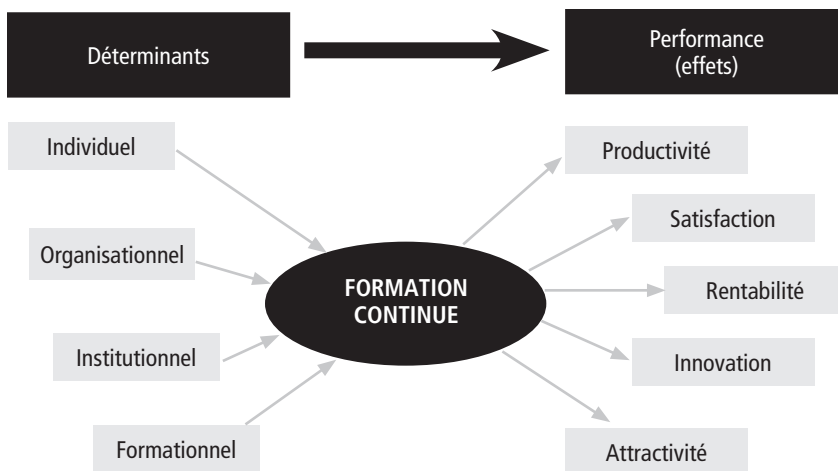 Déterminants
Performance
(effets)
Individuel
Organisationnel
Institutionnel
Formationnel
FORMATION
CONTINUE
Productivité
Satisfaction
Rentabilité
Innovation
Attractivité